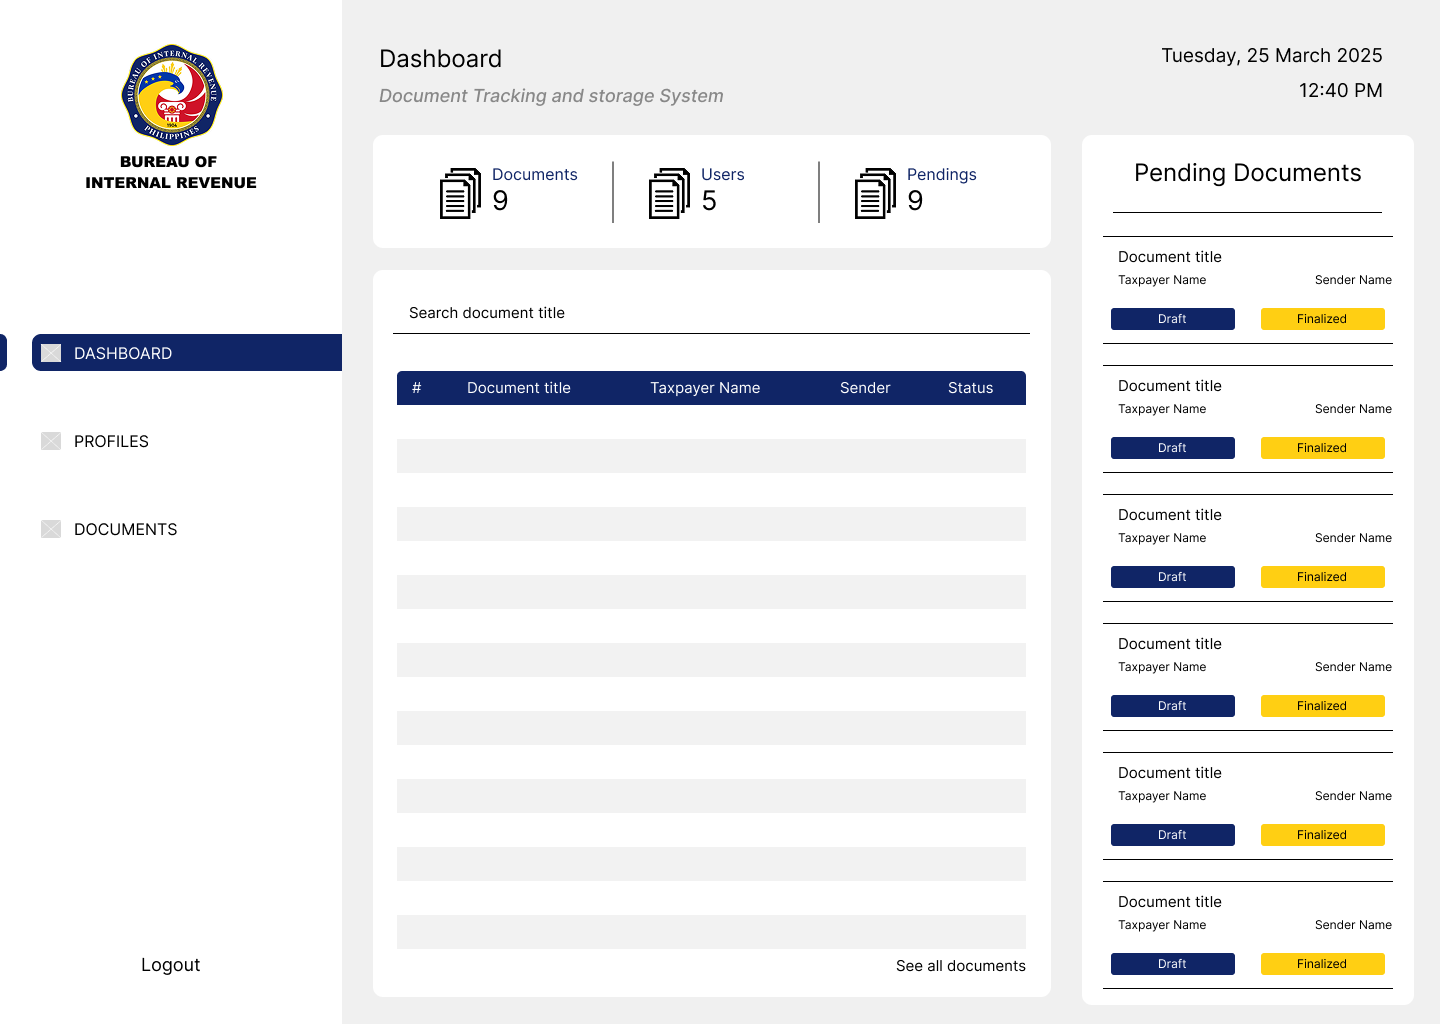 BUREAU OF INTERNAL REVENUE
PHILIPPINES
1904
BUREAU OF
INTERNAL REVENUE
DASHBOARD
PROFILES
DOCUMENTS
Logout
Dashboard
Document Tracking and storage System
Tuesday, 25 March 2025
12:40 PM
Documents
9
Users
5
Pendings
9
Search document title
# Document title Taxpayer Name Sender Status
See all documents
Pending Documents
Document title
Taxpayer Name Sender Name
Draft Finalized
Document title
Taxpayer Name Sender Name
Draft Finalized
Document title
Taxpayer Name Sender Name
Draft Finalized
Document title
Taxpayer Name Sender Name
Draft Finalized
Document title
Taxpayer Name Sender Name
Draft Finalized
Document title
Taxpayer Name Sender Name
Draft Finalized